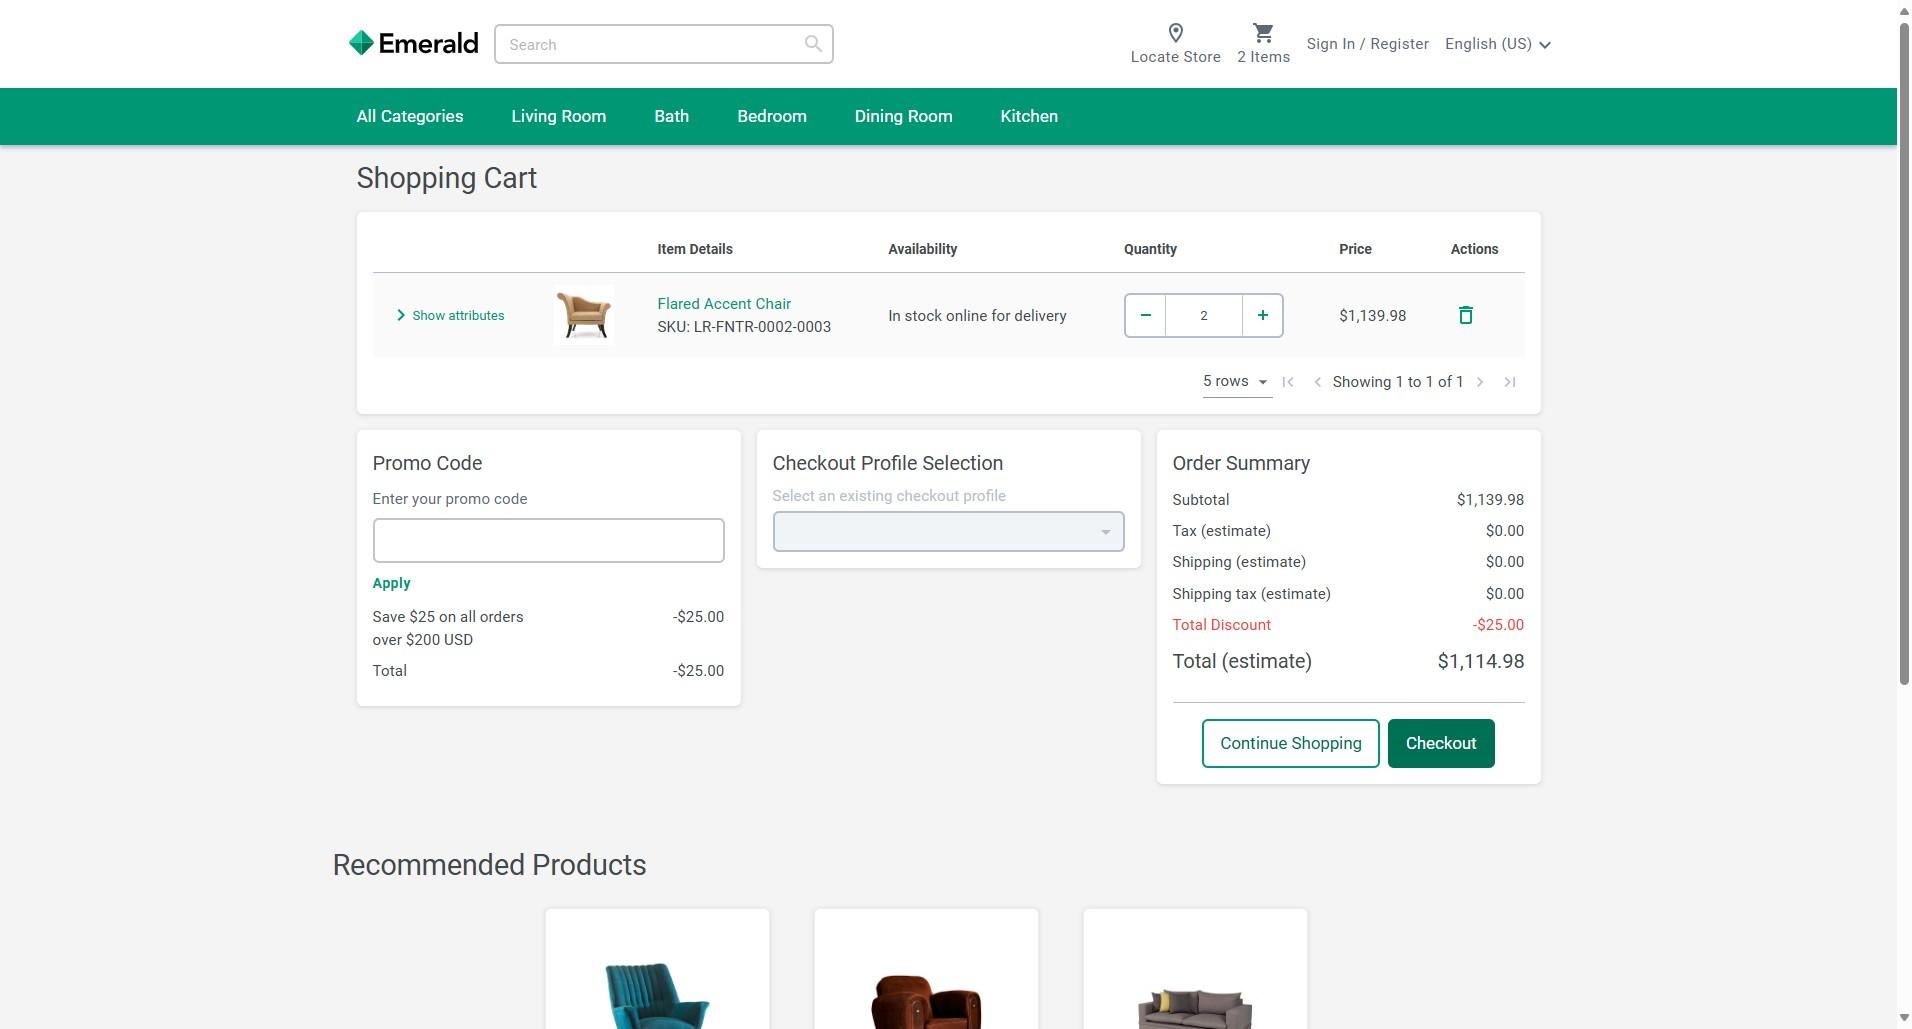 Emerald
Search
Locate Store
2 Items
Sign In / Register
English (US)
All Categories
Living Room
Bath
Bedroom
Dining Room
Kitchen
Shopping Cart
Item Details
Availability
Quantity
Price
Actions
Show attributes
Flared Accent Chair
SKU: LR-FNTR-0002-0003
In stock online for delivery
2
$1,139.98
5 rows
Showing 1 to 1 of 1
Promo Code
Enter your promo code
Apply
Save $25 on all orders
over $200 USD
-$25.00
Total
-$25.00
Checkout Profile Selection
Select an existing checkout profile
Order Summary
Subtotal
$1,139.98
Tax (estimate)
$0.00
Shipping (estimate)
$0.00
Shipping tax (estimate)
$0.00
Total Discount
-$25.00
Total (estimate)
$1,114.98
Continue Shopping
Checkout
Recommended Products